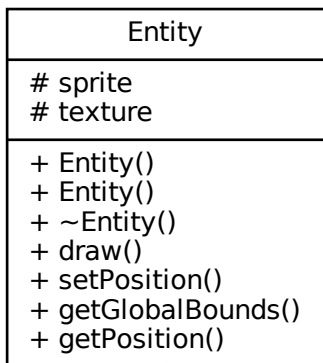 Entity
# sprite
# texture
+ Entity()
+ Entity()
+ ~Entity()
+ draw()
+ setPosition()
+ getGlobalBounds()
+ getPosition()